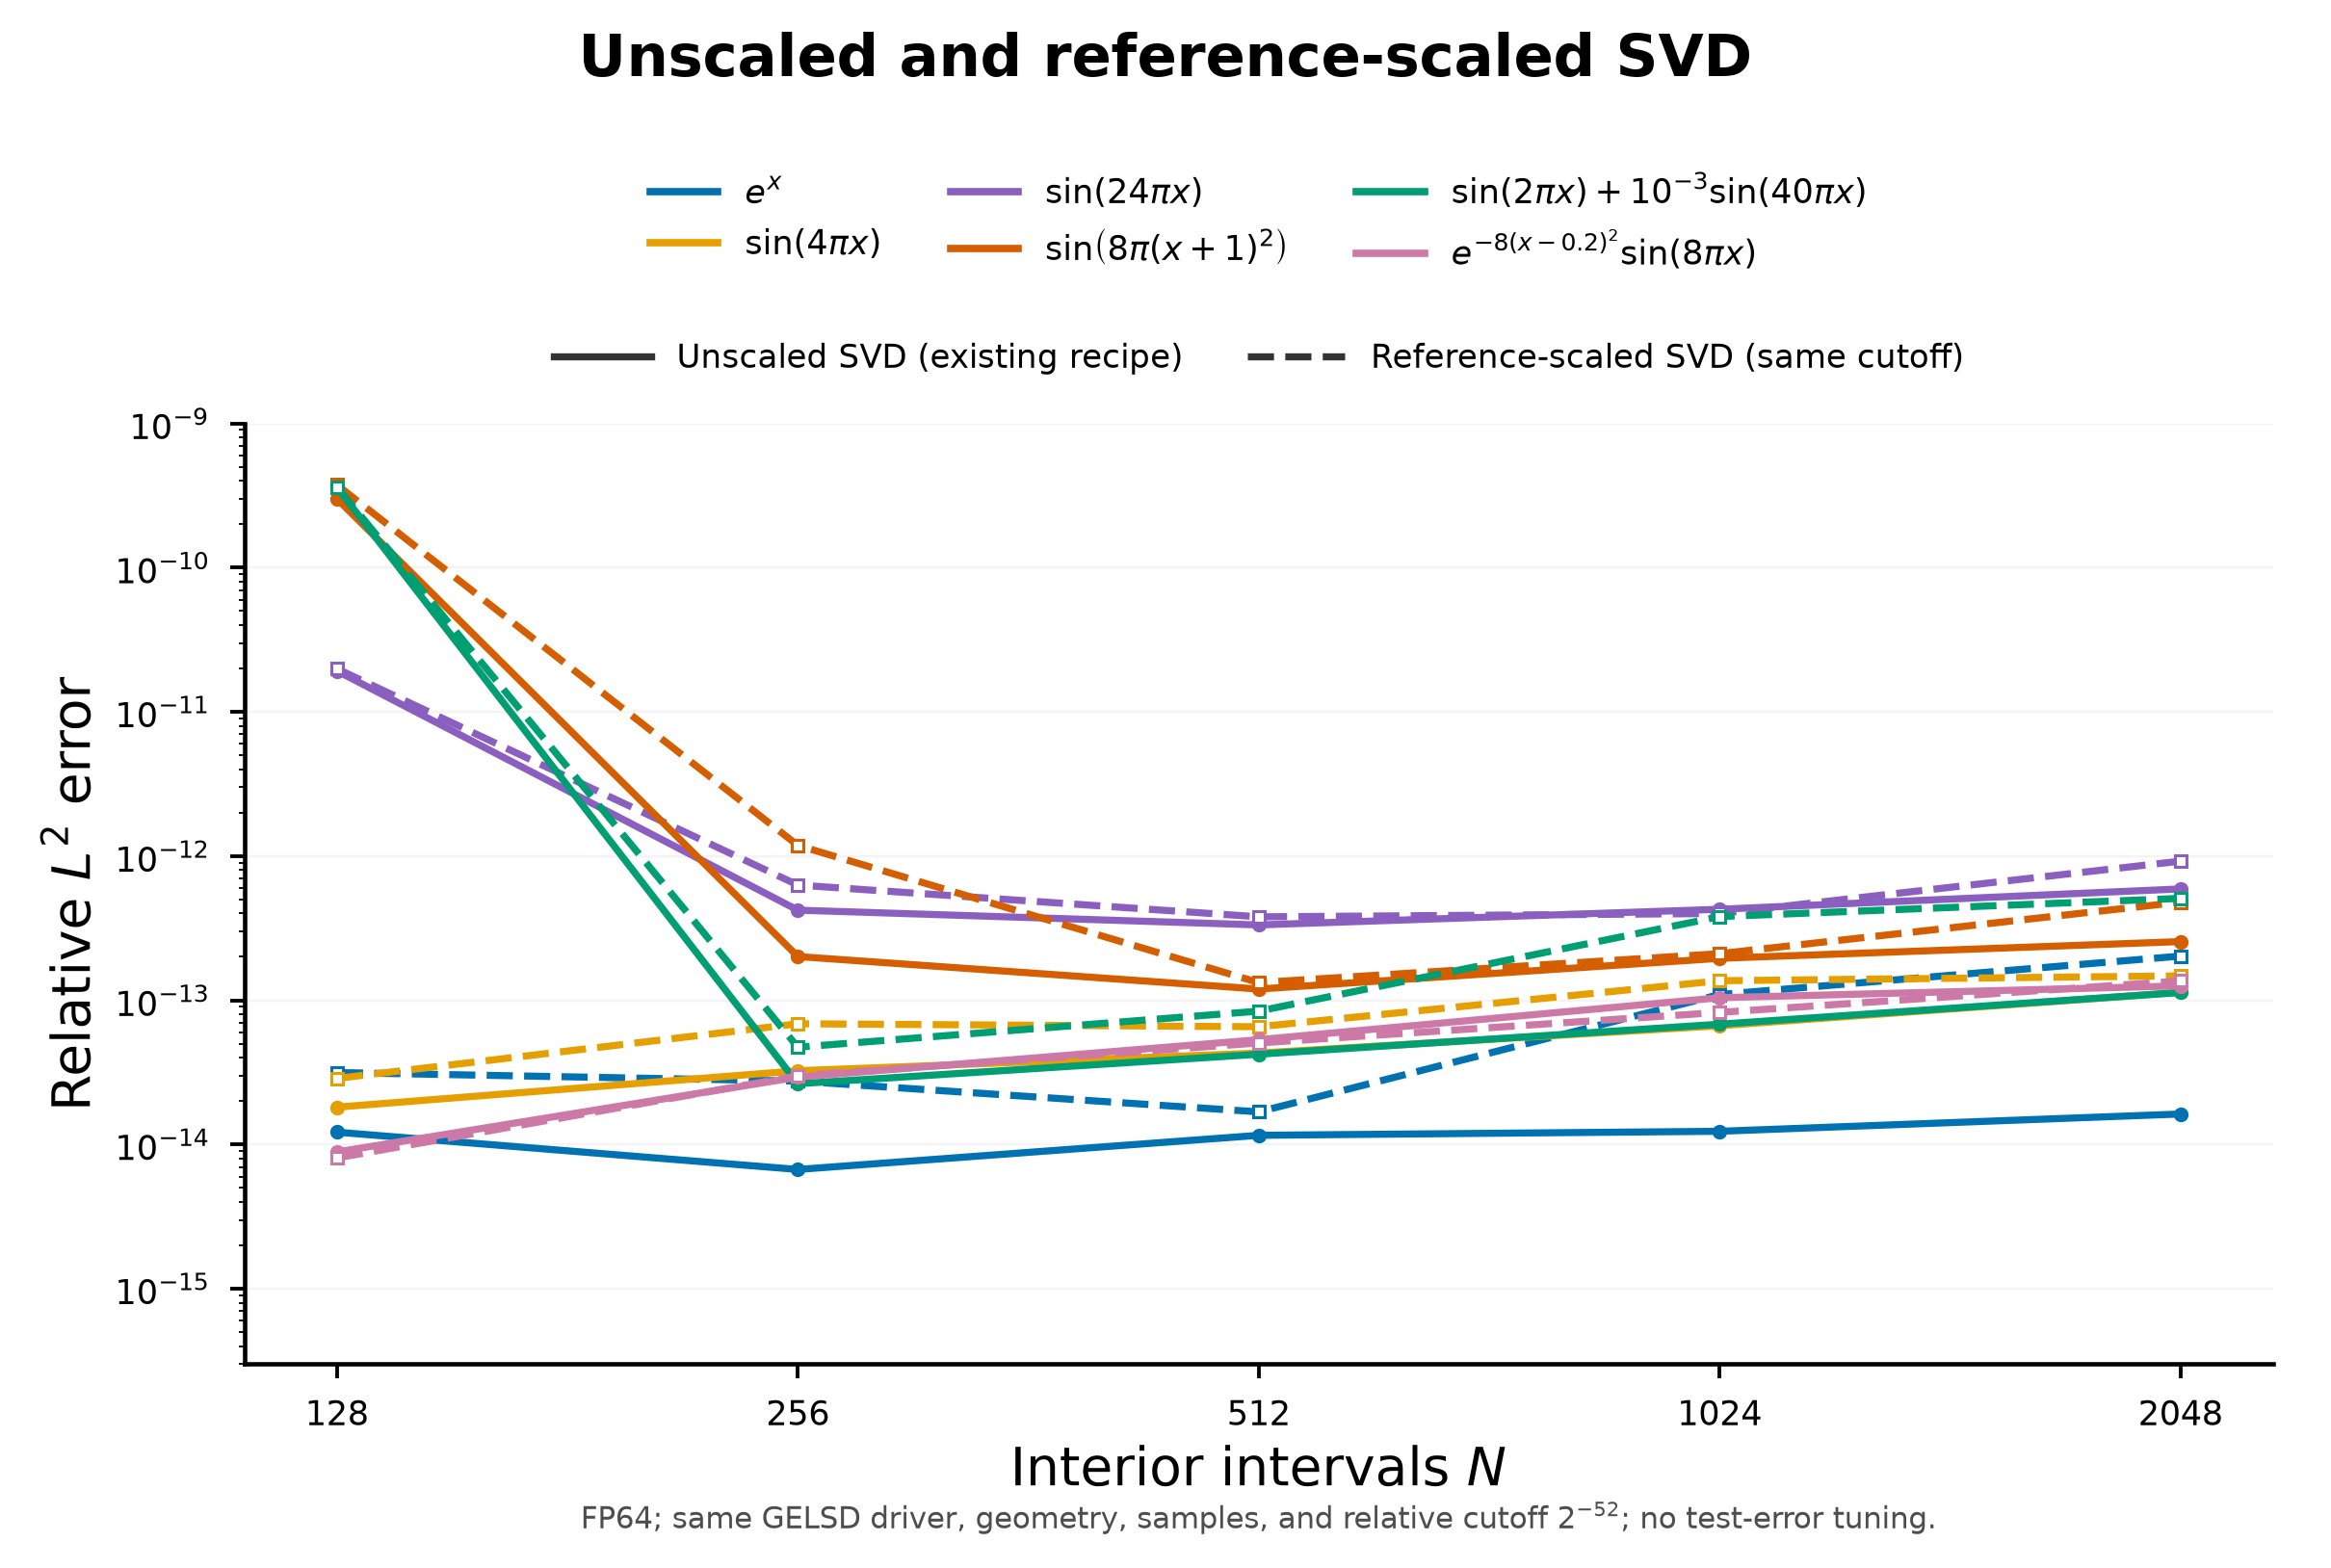 Unscaled and reference-scaled SVD
e^x
sin(24πx)
sin(2πx) + 10^−3 sin(40πx)
sin(4πx)
sin(8π(x + 1)^2)
e^−8(x − 0.2)^2 sin(8πx)
Unscaled SVD (existing recipe)
Reference-scaled SVD (same cutoff)
10^−9
10^−10
10^−11
10^−12
10^−13
10^−14
10^−15
Relative L^2 error
128 256 512 1024 2048
Interior intervals N
FP64; same GELSD driver, geometry, samples, and relative cutoff 2^−52; no test-error tuning.